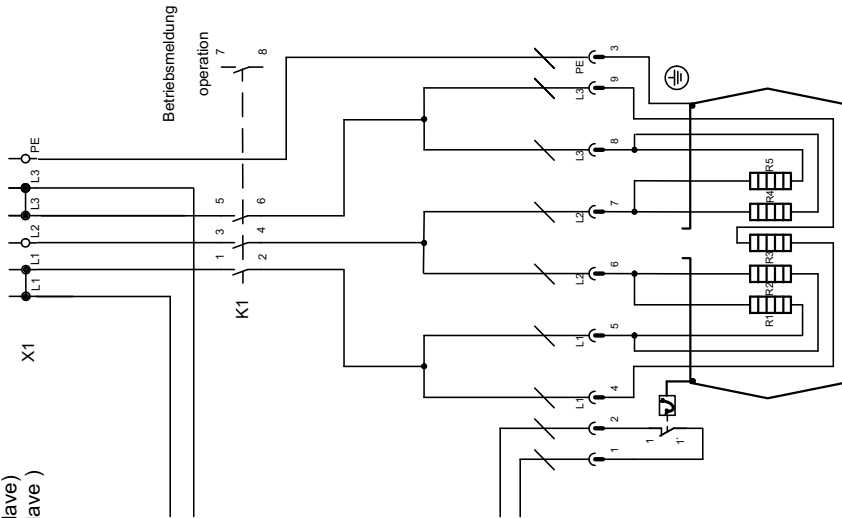 Betriebsmeldung
operation
7
8
PE
L3
L3
L2
L1
L1
X1
5
6
3
4
1
2
K1
PE
3
L3
9
L3
8
L2
7
L2
6
L1
5
L1
4
2
1
1
1'
R5
R4
R3
R2
R1
lave)
lave )